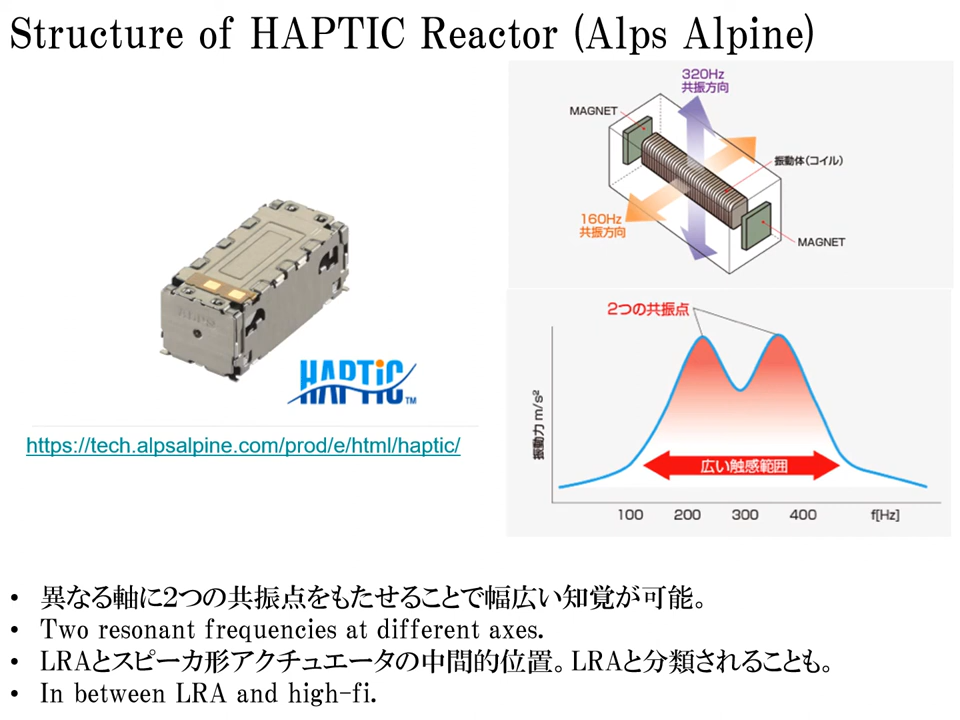 Structure of HAPTIC Reactor (Alps Alpine)
320Hz
共振方向
MAGNET
振動体（コイル）
160Hz
共振方向
MAGNET
ALPS
HAPTIC TM
https://tech.alpsalpine.com/prod/e/html/haptic/
2つの共振点
振動力 m/s²
広い触感範囲
100 200 300 400 f[Hz]
• 異なる軸に2つの共振点をもたせることで幅広い知覚が可能。
• Two resonant frequencies at different axes.
• LRAとスピーカ形アクチュエータの中間的位置。LRAと分類されることも。
• In between LRA and high-fi.